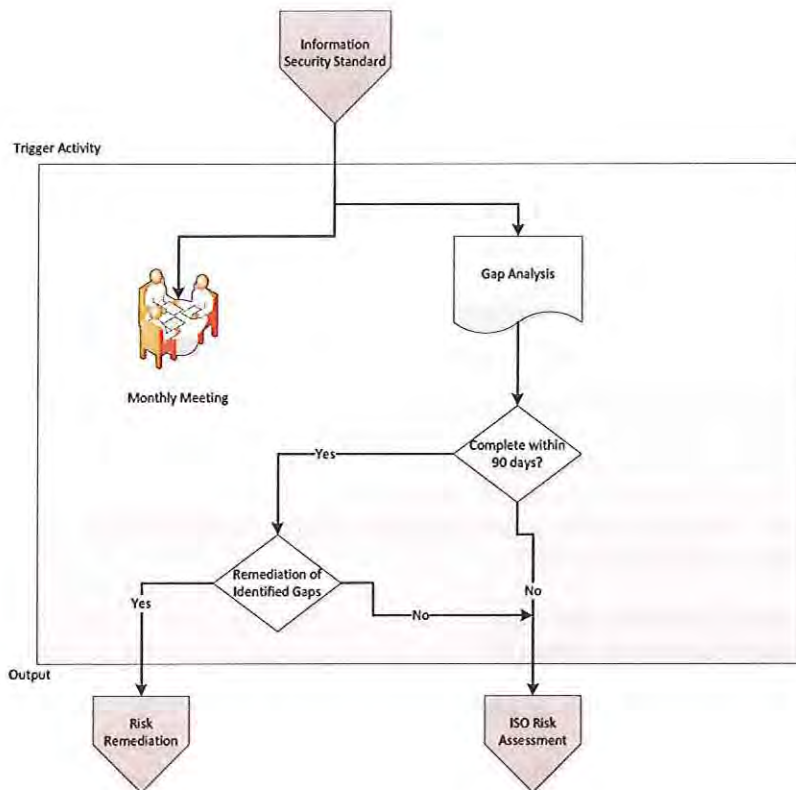 Information
Security Standard
Trigger Activity
Gap Analysis
Monthly Meeting
Complete within
90 days?
Yes
Remediation of
Identified Gaps
Yes
No
No
Output
Risk
Remediation
ISO Risk
Assessment